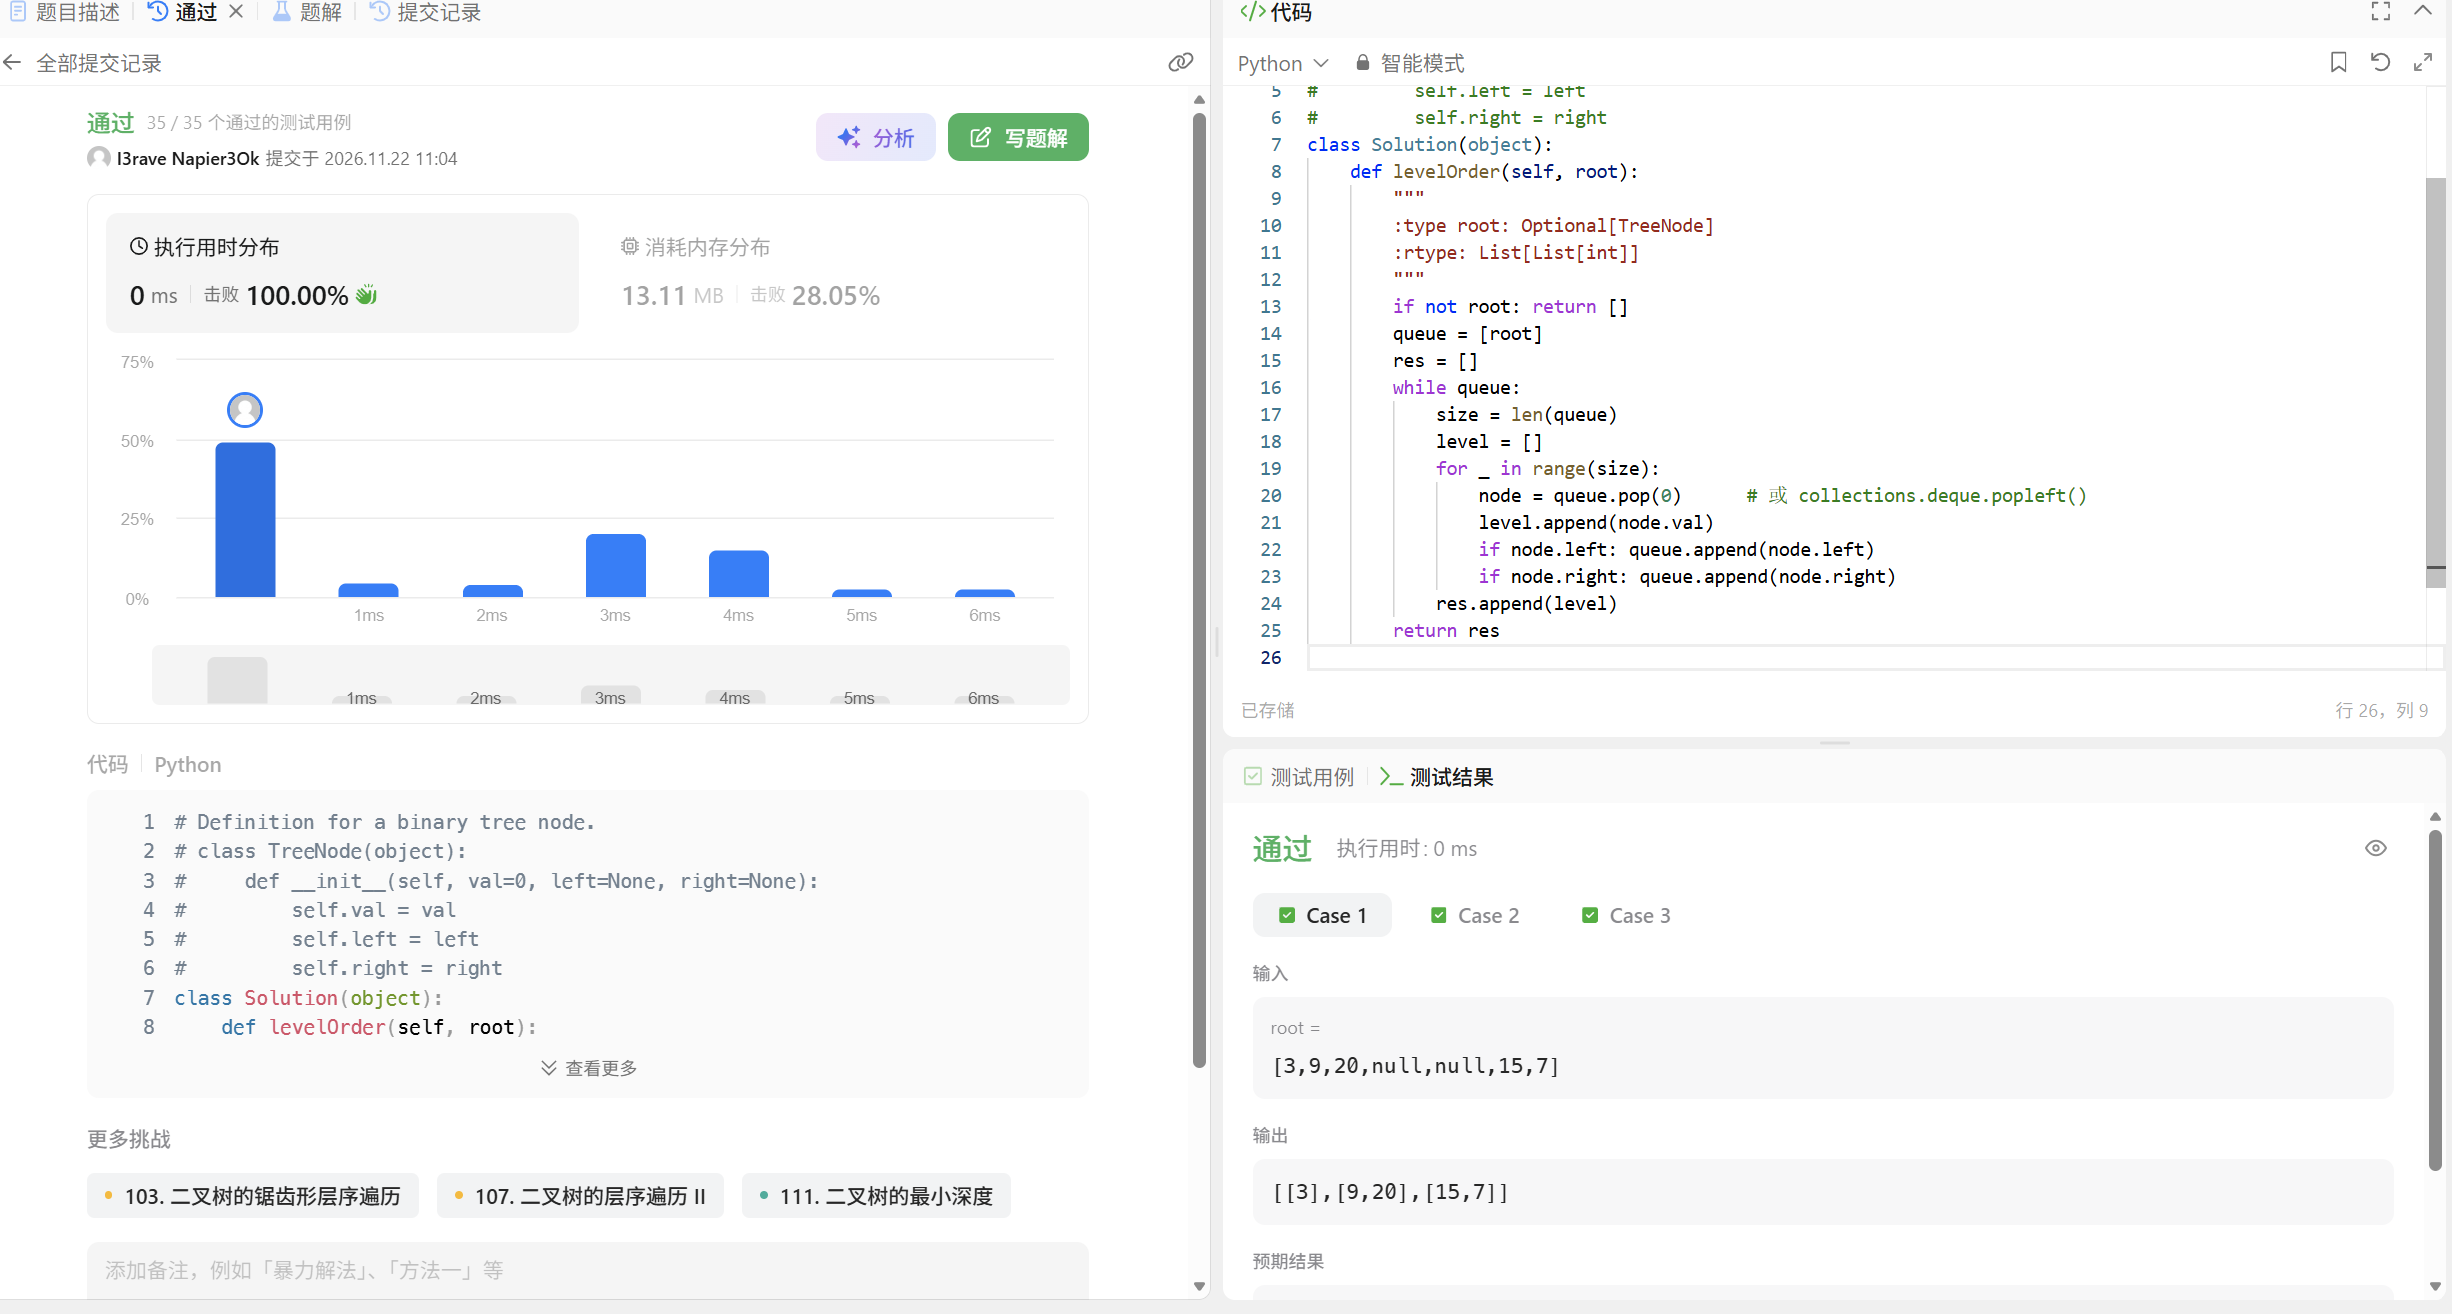 题目描述
通过
题解
提交记录
全部提交记录
通过 35 / 35 个通过的测试用例
I3rave Napier3Ok 提交于 2026.11.22 11:04
分析
写题解
执行用时分布
0 ms 击败 100.00%
消耗内存分布
13.11 MB 击败 28.05%
75%
50%
25%
0%
1ms 2ms 3ms 4ms 5ms 6ms
1ms 2ms 3ms 4ms 5ms 6ms
代码 Python
1 # Definition for a binary tree node.
2 # class TreeNode(object):
3 #     def __init__(self, val=0, left=None, right=None):
4 #         self.val = val
5 #         self.left = left
6 #         self.right = right
7 class Solution(object):
8     def levelOrder(self, root):
查看更多
更多挑战
103. 二叉树的锯齿形层序遍历
107. 二叉树的层序遍历 II
111. 二叉树的最小深度
添加备注，例如「暴力解法」、「方法一」等
代码
Python 智能模式
5 #         self.left = left
6 #         self.right = right
7 class Solution(object):
8     def levelOrder(self, root):
9         """
10         :type root: Optional[TreeNode]
11         :rtype: List[List[int]]
12         """
13         if not root: return []
14         queue = [root]
15         res = []
16         while queue:
17             size = len(queue)
18             level = []
19             for _ in range(size):
20                 node = queue.pop(0)      # 或 collections.deque.popleft()
21                 level.append(node.val)
22                 if node.left: queue.append(node.left)
23                 if node.right: queue.append(node.right)
24             res.append(level)
25         return res
26
已存储
行 26，列 9
测试用例
测试结果
通过 执行用时: 0 ms
Case 1
Case 2
Case 3
输入
root =
[3,9,20,null,null,15,7]
输出
[[3],[9,20],[15,7]]
预期结果